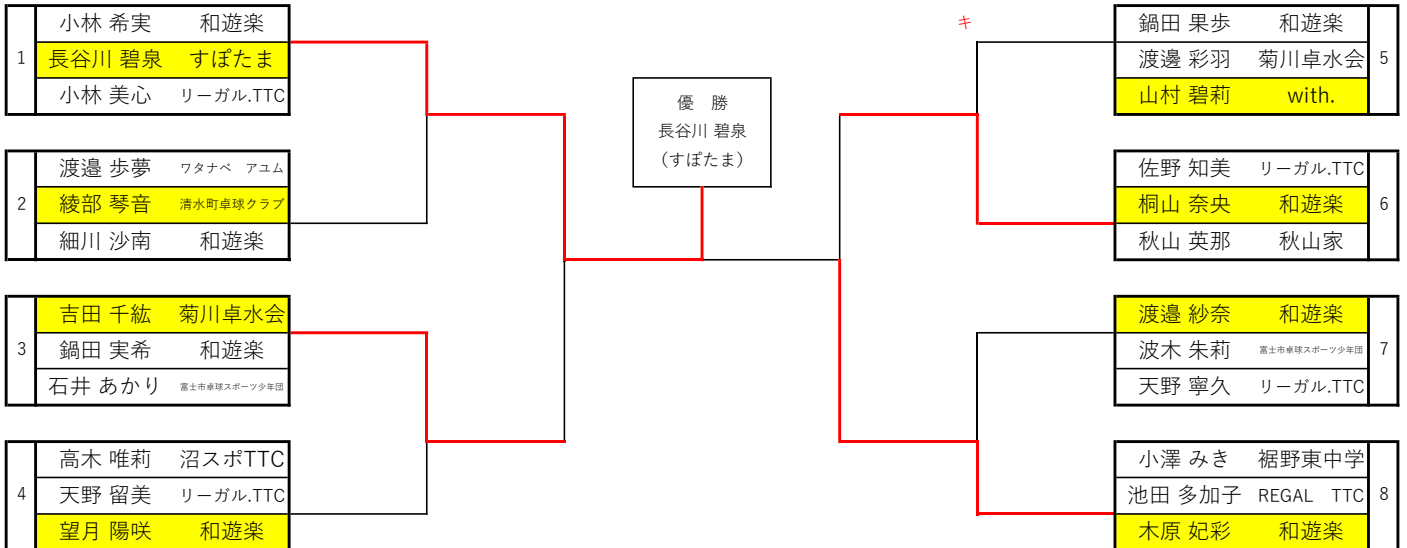 1
小林 希実 和遊楽
長谷川 碧泉 すぽたま
小林 美心 リーガル.TTC
2
渡邉 歩夢 ワタナベ アユム
綾部 琴音 清水町卓球クラブ
細川 沙南 和遊楽
3
吉田 千紘 菊川卓水会
鍋田 実希 和遊楽
石井 あかり 富士市卓球スポーツ少年団
4
高木 唯莉 沼スポTTC
天野 留美 リーガル.TTC
望月 陽咲 和遊楽
優 勝
長谷川 碧泉
(すぽたま)
キ
5
鍋田 果歩 和遊楽
渡邊 彩羽 菊川卓水会
山村 碧莉 with.
6
佐野 知美 リーガル.TTC
桐山 奈央 和遊楽
秋山 英那 秋山家
7
渡邉 紗奈 和遊楽
波木 朱莉 富士市卓球スポーツ少年団
天野 寧久 リーガル.TTC
8
小澤 みき 裾野東中学
池田 多加子 REGAL TTC
木原 妃彩 和遊楽